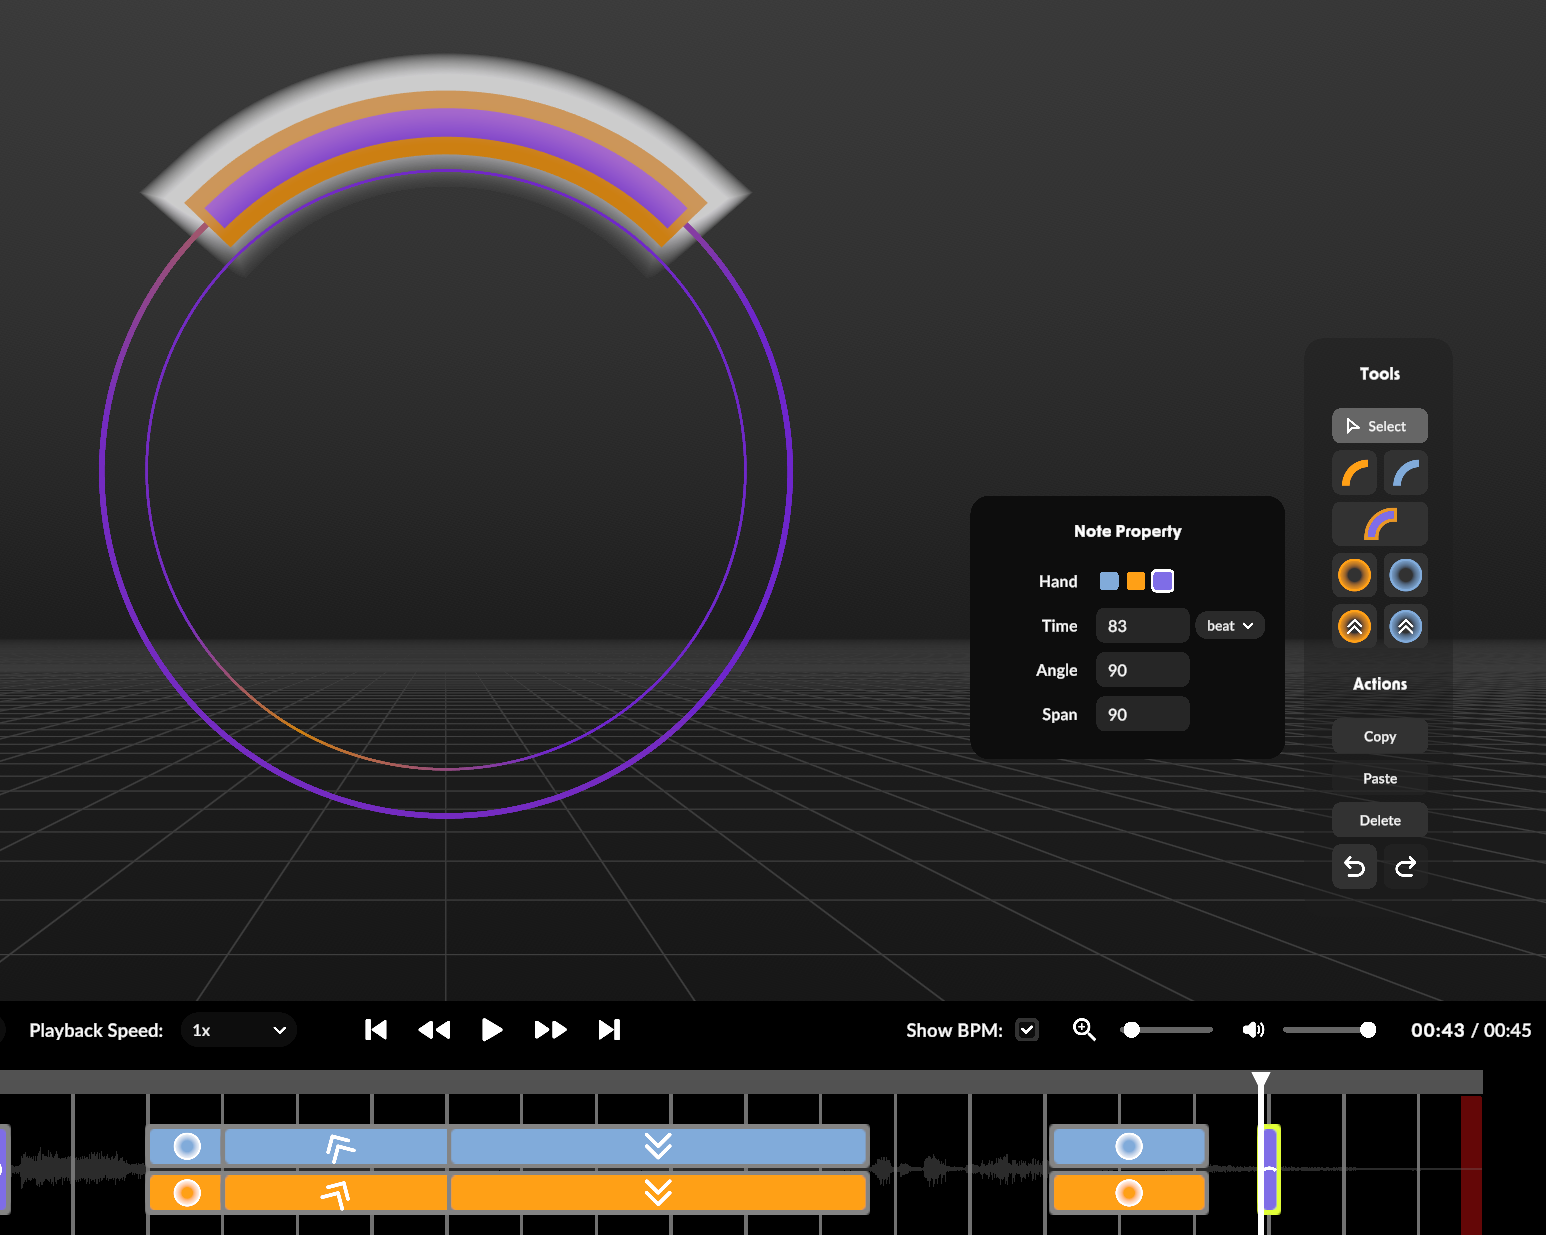 Tools
Select
Note Property
Hand
Time 83 beat
Angle 90
Span 90
Actions
Copy
Paste
Delete
Playback Speed: 1x
Show BPM:
00:43 / 00:45